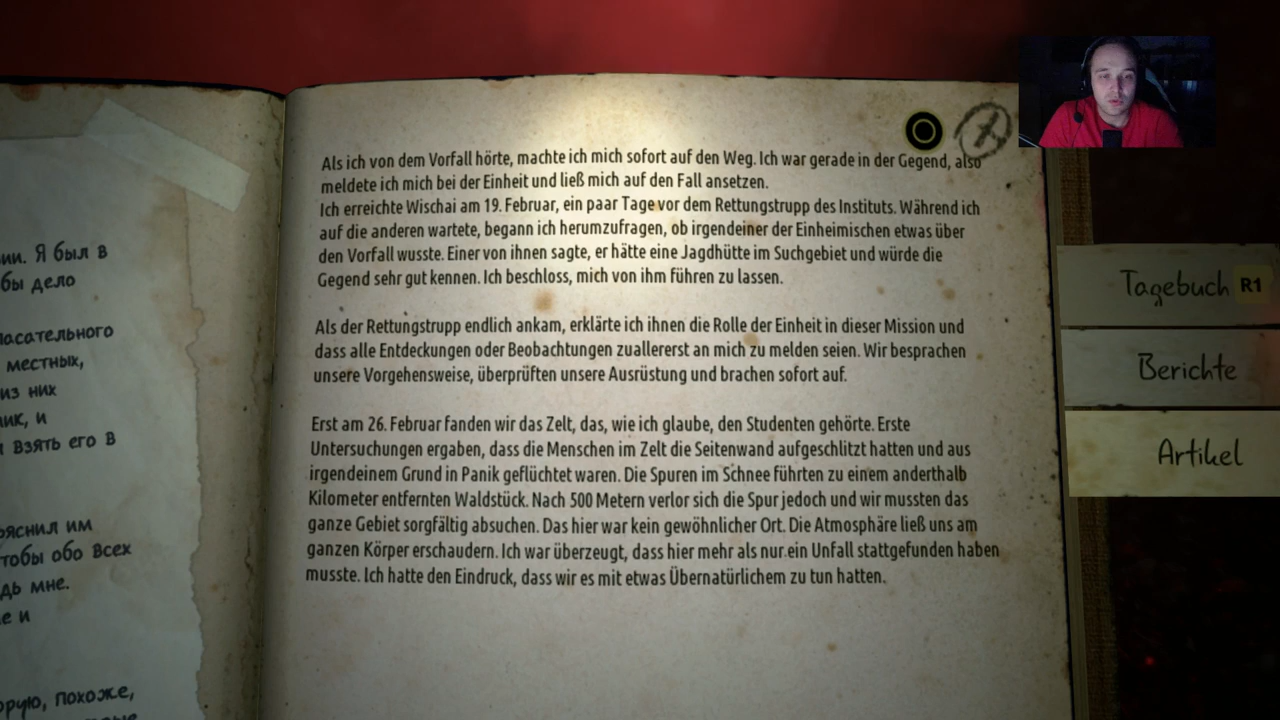 ии. Я был в
бы дело
пасательного
местных,
из них
ик, и
взять его в
яснил им
чтобы обо всех
дь мне.
е и
орую, похоже,
Als ich von dem Vorfall hörte, machte ich mich sofort auf den Weg. Ich war gerade in der Gegend, also
meldete ich mich bei der Einheit und ließ mich auf den Fall ansetzen.
Ich erreichte Wischai am 19. Februar, ein paar Tage vor dem Rettungstrupp des Instituts. Während ich
auf die anderen wartete, begann ich herumzufragen, ob irgendeiner der Einheimischen etwas über
den Vorfall wusste. Einer von ihnen sagte, er hätte eine Jagdhütte im Suchgebiet und würde die
Gegend sehr gut kennen. Ich beschloss, mich von ihm führen zu lassen.
Als der Rettungstrupp endlich ankam, erklärte ich ihnen die Rolle der Einheit in dieser Mission und
dass alle Entdeckungen oder Beobachtungen zuallererst an mich zu melden seien. Wir besprachen
unsere Vorgehensweise, überprüften unsere Ausrüstung und brachen sofort auf.
Erst am 26. Februar fanden wir das Zelt, das, wie ich glaube, den Studenten gehörte. Erste
Untersuchungen ergaben, dass die Menschen im Zelt die Seitenwand aufgeschlitzt hatten und aus
irgendeinem Grund in Panik geflüchtet waren. Die Spuren im Schnee führten zu einem anderthalb
Kilometer entfernten Waldstück. Nach 500 Metern verlor sich die Spur jedoch und wir mussten das
ganze Gebiet sorgfältig absuchen. Das hier war kein gewöhnlicher Ort. Die Atmosphäre ließ uns am
ganzen Körper erschaudern. Ich war überzeugt, dass hier mehr als nur ein Unfall stattgefunden haben
musste. Ich hatte den Eindruck, dass wir es mit etwas Übernatürlichem zu tun hatten.
Tagebuch R1
Berichte
Artikel